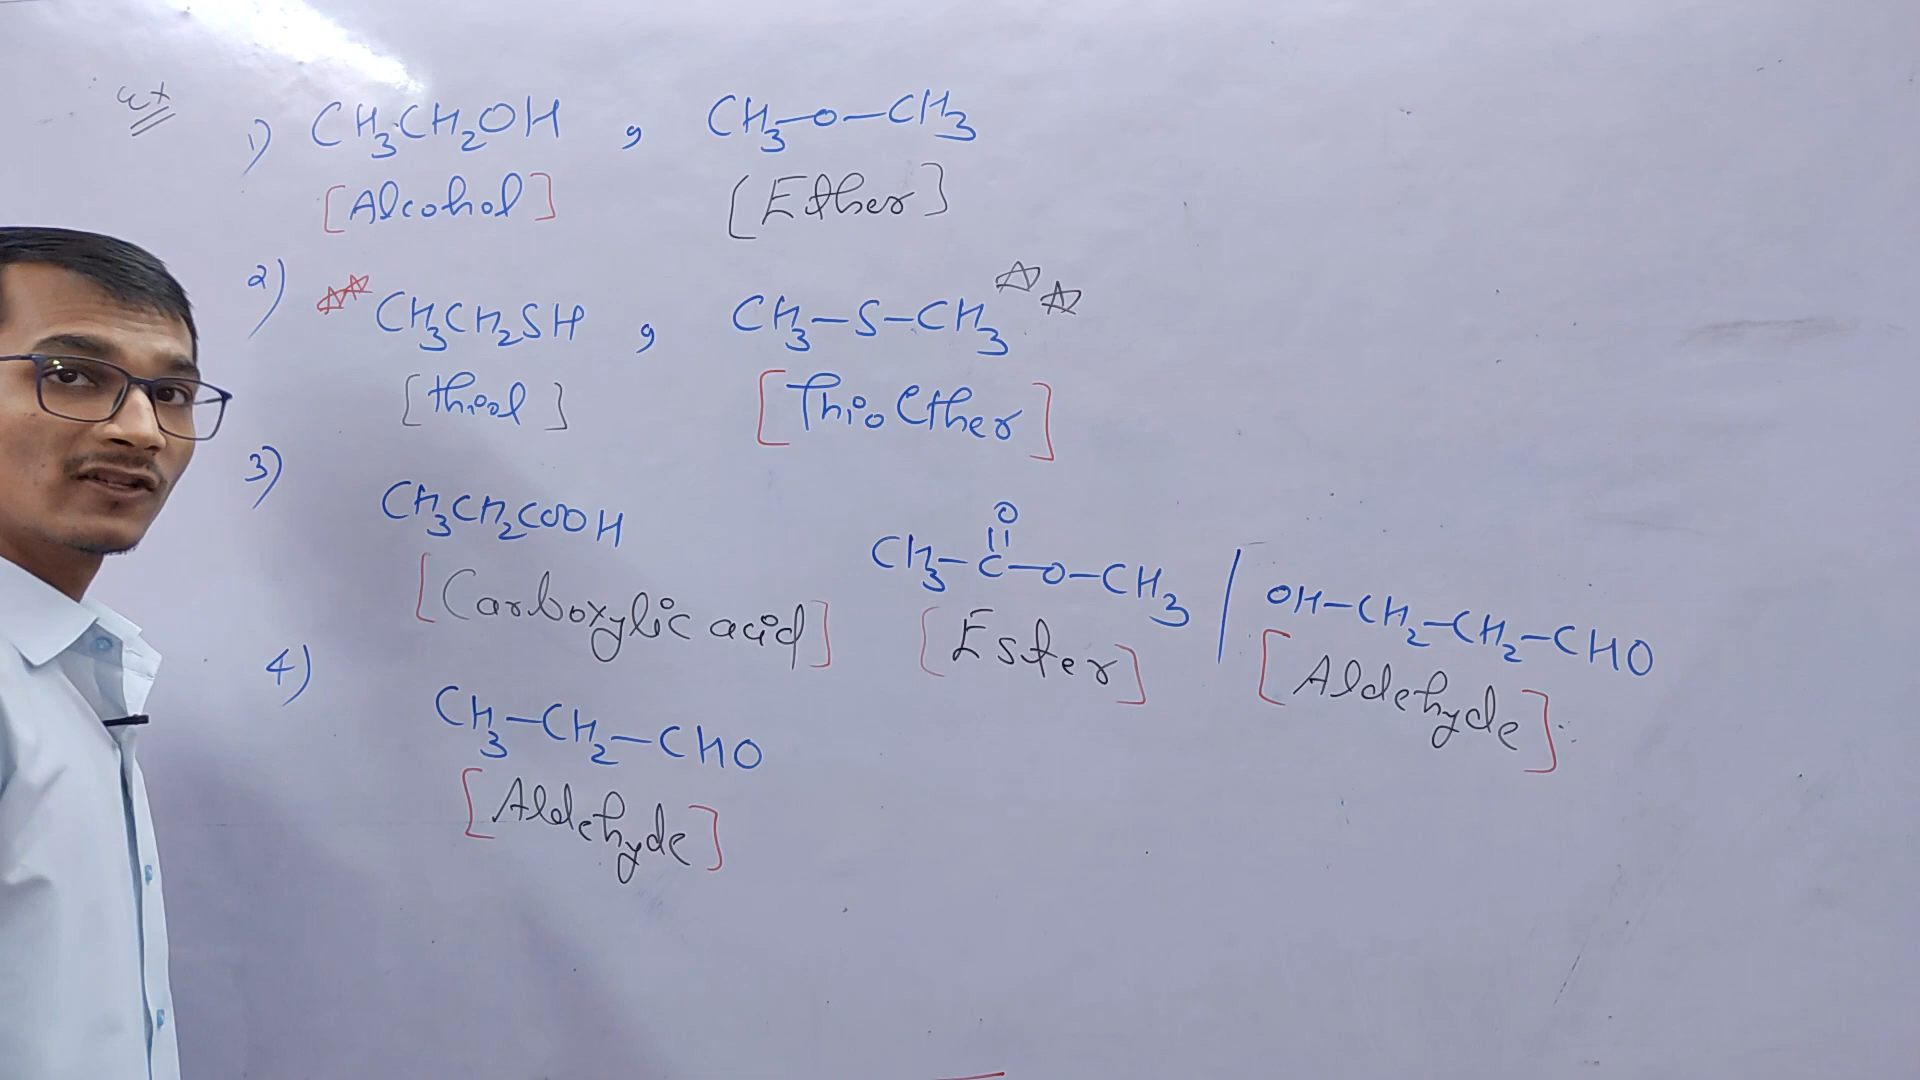 Ex
1) CH₃CH₂OH , CH₃—O—CH₃
[Alcohol] [Ether]
2) CH₃CH₂SH , CH₃—S—CH₃
[thiol] [Thio Ether]
3) CH₃CH₂COOH
O
CH₃—C—O—CH₃ / OH—CH₂—CH₂—CHO
[Carboxylic acid] [Ester] [Aldehyde]
4) CH₃—CH₂—CHO
[Aldehyde]